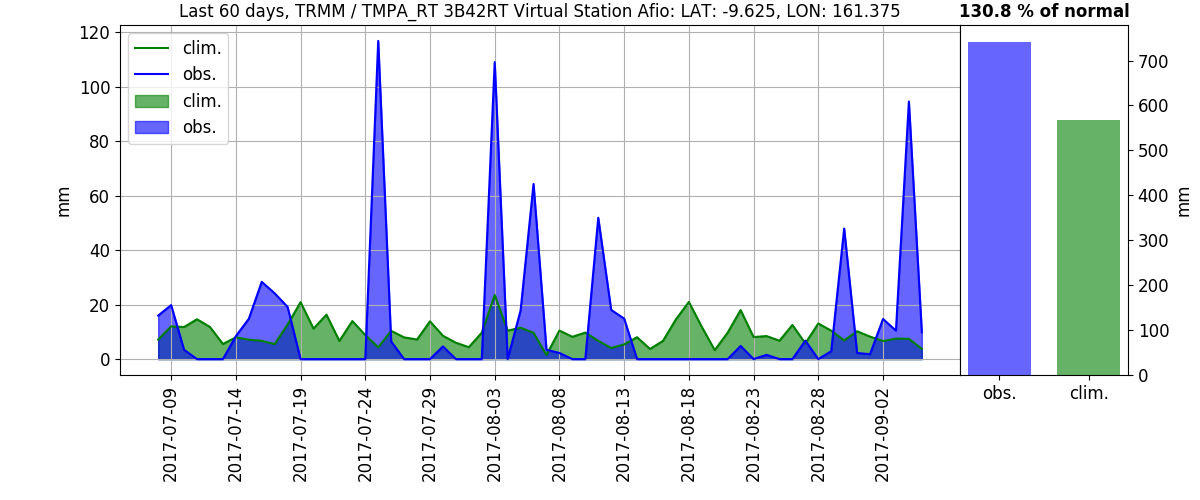 Last 60 days, TRMM / TMPA_RT 3B42RT Virtual Station Afio: LAT: -9.625, LON: 161.375
130.8 % of normal
clim.
obs.
clim.
obs.
mm
120
100
80
60
40
20
0
2017-07-09
2017-07-14
2017-07-19
2017-07-24
2017-07-29
2017-08-03
2017-08-08
2017-08-13
2017-08-18
2017-08-23
2017-08-28
2017-09-02
700
600
500
400
300
200
100
0
mm
obs.
clim.